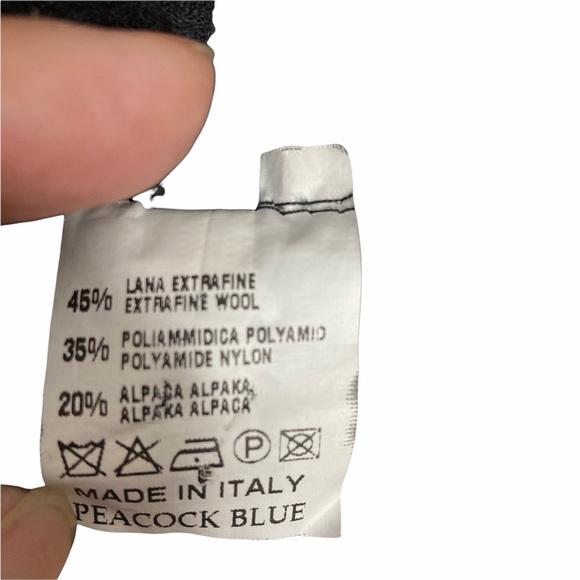 45% LANA EXTRAFINE
EXTRAFINE WOOL
35% POLIAMMIDICA POLYAMID
POLYAMIDE NYLON
20% ALPACA ALPAKA
ALPAKA ALPACA
P
MADE IN ITALY
PEACOCK BLUE